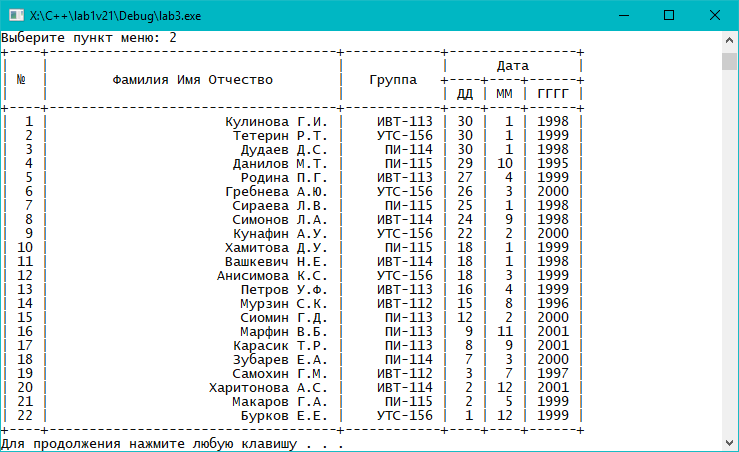 X:\C++\lab1v21\Debug\lab3.exe
Выберите пункт меню: 2
Дата
№ Фамилия Имя Отчество Группа
ДД ММ ГГГГ
1 Кулинова Г.И. ИВТ-113 30 1 1998
2 Тетерин Р.Т. УТС-156 30 1 1999
3 Дудаев Д.С. ПИ-114 30 1 1998
4 Данилов М.Т. ПИ-115 29 10 1995
5 Родина П.Г. ИВТ-113 27 4 1999
6 Гребнева А.Ю. УТС-156 26 3 2000
7 Сираева Л.В. ПИ-115 25 1 1998
8 Симонов Л.А. ИВТ-114 24 9 1998
9 Кунафин А.У. УТС-156 22 2 2000
10 Хамитова Д.У. ПИ-115 18 1 1999
11 Вашкевич Н.Е. ИВТ-114 18 1 1998
12 Анисимова К.С. УТС-156 18 3 1999
13 Петров У.Ф. ИВТ-113 16 4 1999
14 Мурзин С.К. ИВТ-112 15 8 1996
15 Сиомин Г.Д. ПИ-113 12 2 2000
16 Марфин В.Б. ПИ-113 9 11 2001
17 Карасик Т.Р. ПИ-113 8 9 2001
18 Зубарев Е.А. ПИ-114 7 3 2000
19 Самохин Г.М. ИВТ-112 3 7 1997
20 Харитонова А.С. ИВТ-114 2 12 2001
21 Макаров Г.А. ПИ-115 2 5 1999
22 Бурков Е.Е. УТС-156 1 12 1999
Для продолжения нажмите любую клавишу . . .